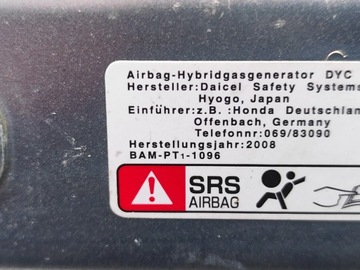 Airbag-Hybridgasgenerator DYC
Hersteller:Daicel Safety Systems
Hyogo, Japan
Einführer:z.B.:Honda Deutschland
Offenbach, Germany
Telefonnr:069/83090
Herstellungsjahr:2008
BAM-PT1-1096
SRS
AIRBAG